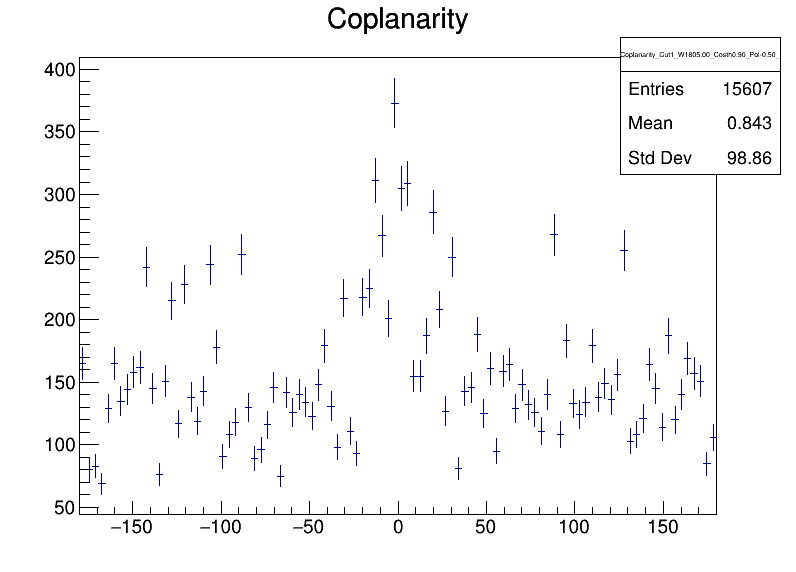 Coplanarity
Coplanarity_Cut1_W1805.00_Costh0.90_Pol-0.50_
Entries 15607
Mean 0.843
Std Dev 98.86
400
350
300
250
200
150
100
50
−150 −100 −50 0 50 100 150